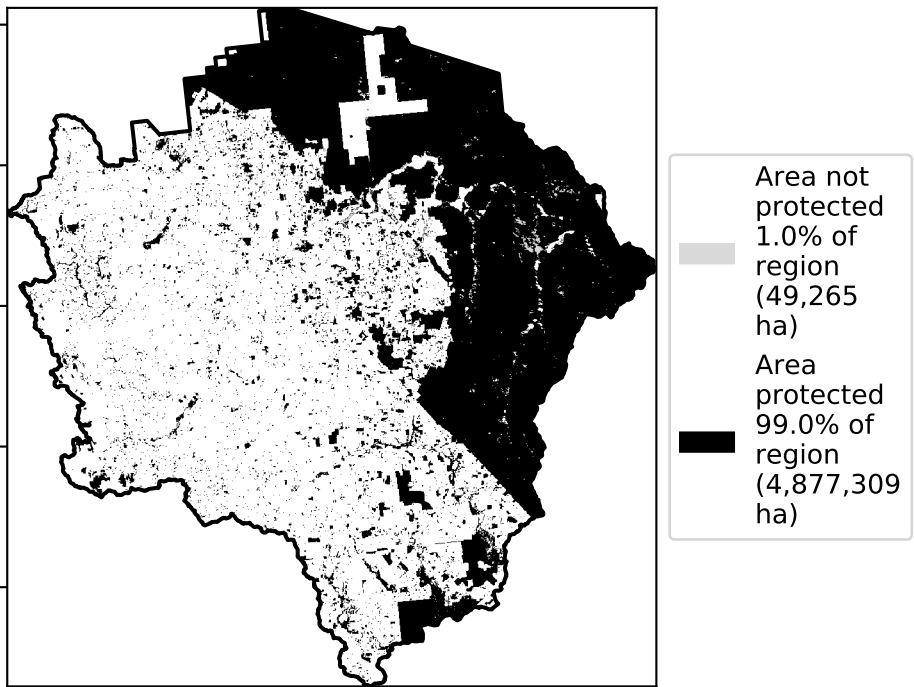 Area not
protected
1.0% of
region
(49,265
ha)
Area
protected
99.0% of
region
(4,877,309
ha)